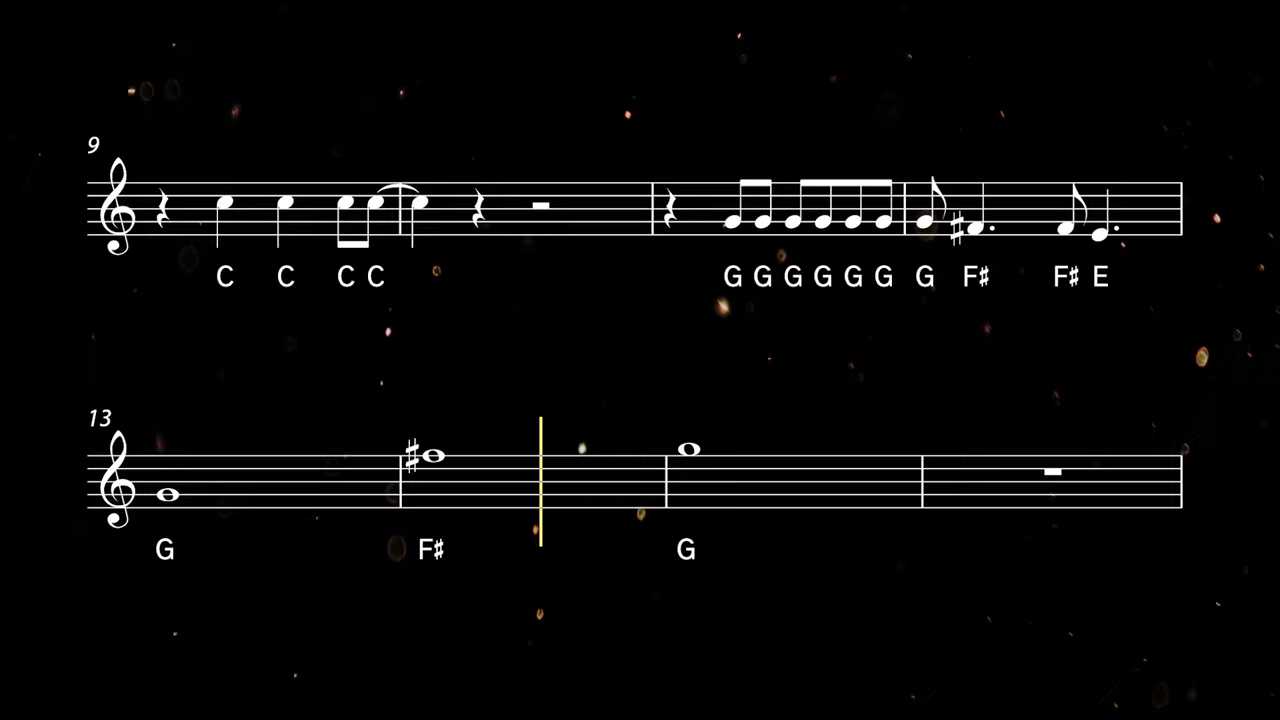 9
C C C C G G G G G G G F♯ F♯ E
13
G F♯ G